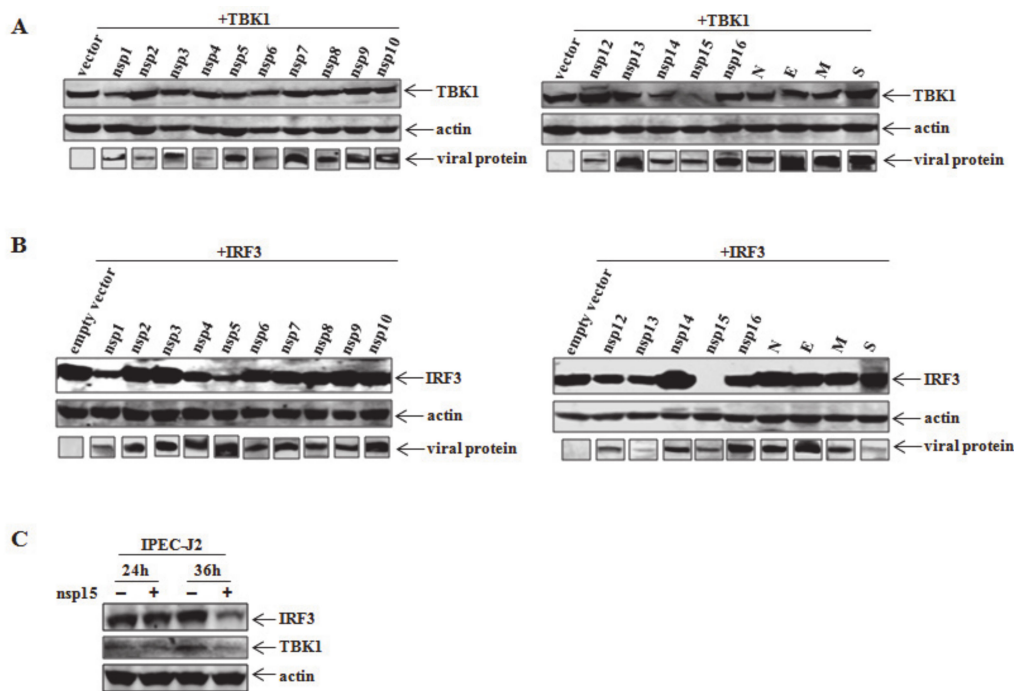 A
+TBK1
vector nsp1 nsp2 nsp3 nsp4 nsp5 nsp6 nsp7 nsp8 nsp9 nsp10
TBK1
actin
viral protein
+TBK1
vector nsp12 nsp13 nsp14 nsp15 nsp16 N E M S
TBK1
actin
viral protein
B
+IRF3
empty vector nsp1 nsp2 nsp3 nsp4 nsp5 nsp6 nsp7 nsp8 nsp9 nsp10
IRF3
actin
viral protein
+IRF3
empty vector nsp12 nsp13 nsp14 nsp15 nsp16 N E M S
IRF3
actin
viral protein
C
IPEC-J2
24h 36h
nsp15 − + − +
IRF3
TBK1
actin